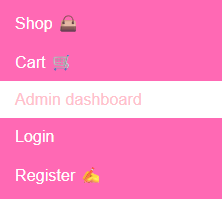 Shop 👜
Cart 🛒
Admin dashboard
Login
Register ✍️